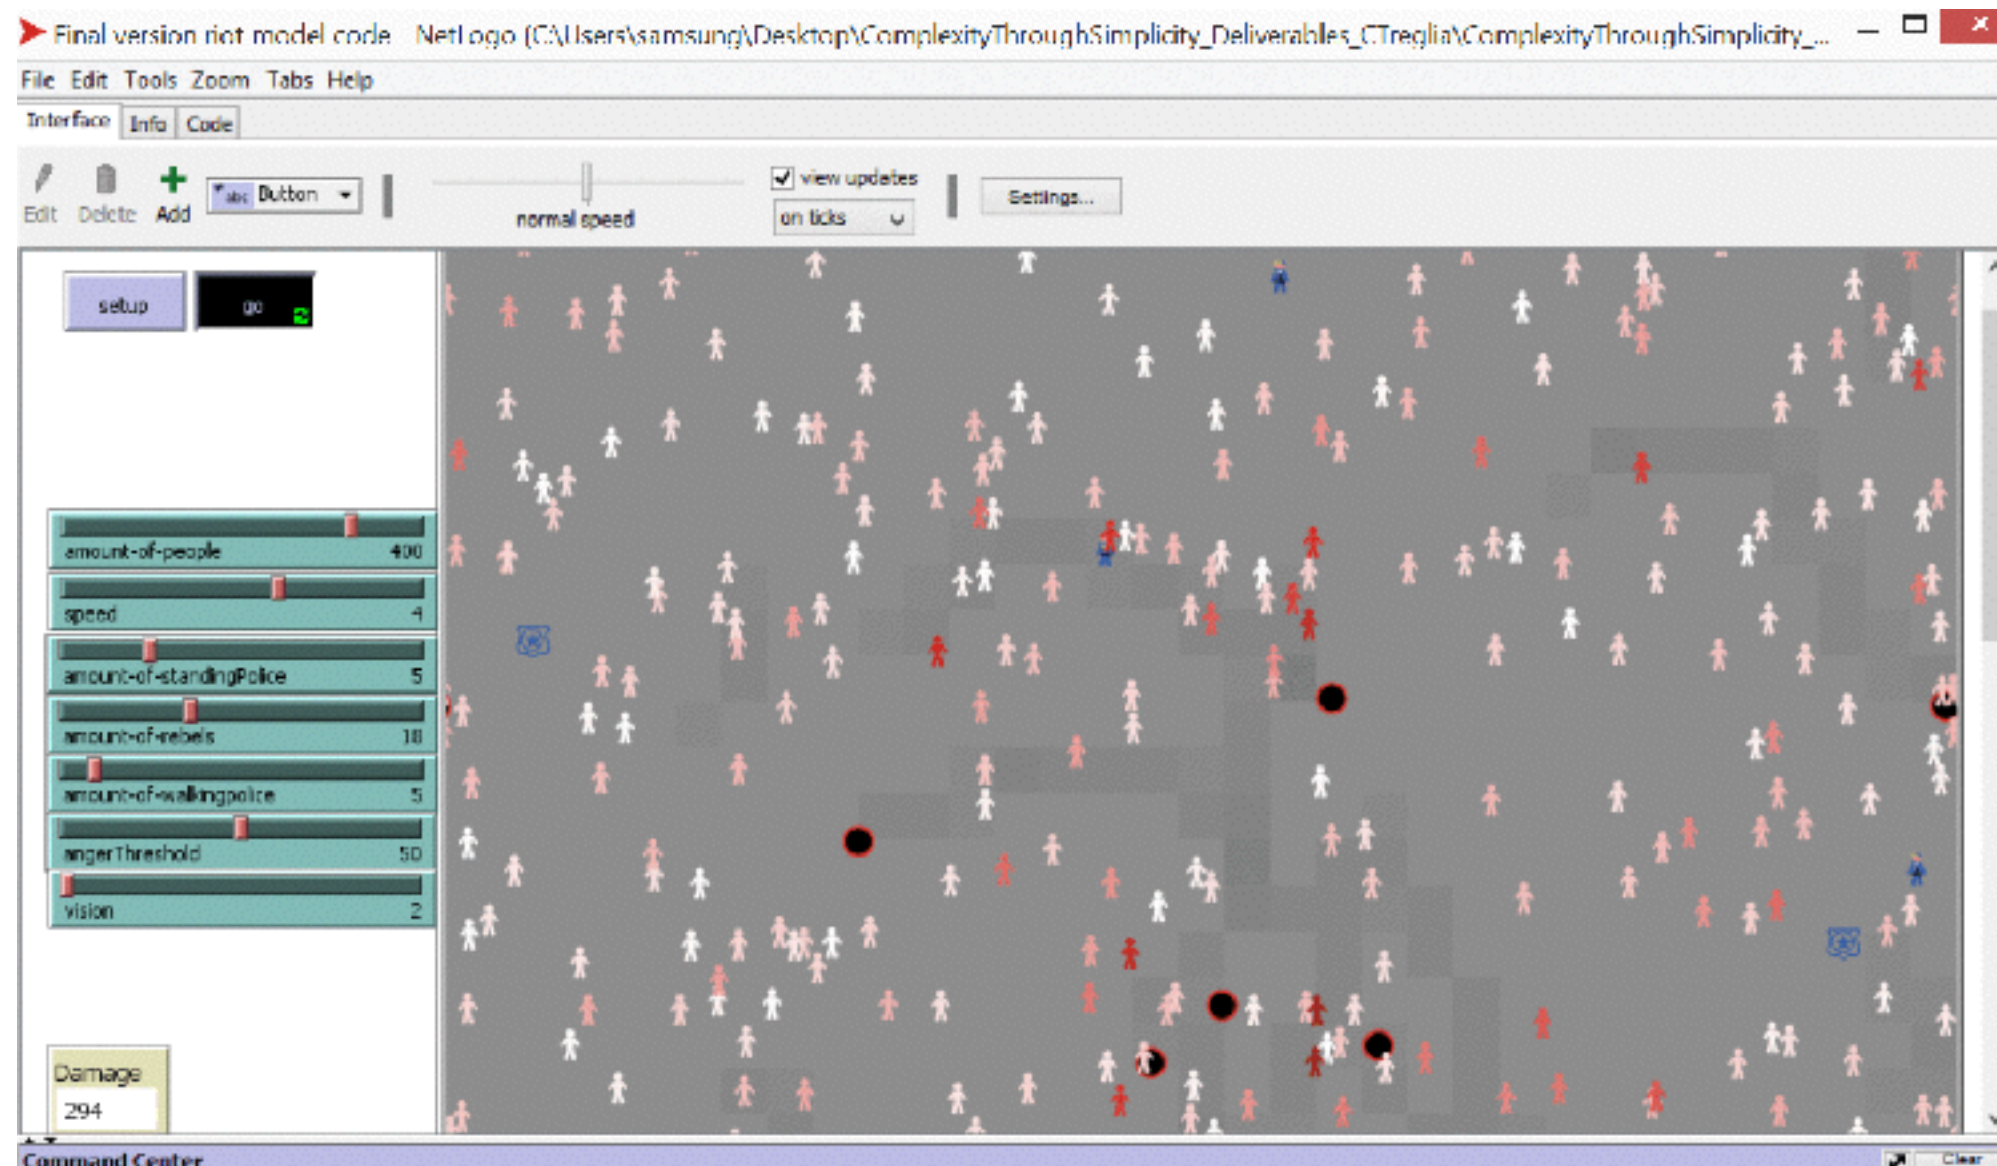 Final version riot model code NetLogo {C:\Users\samsung\Desktop\ComplexityThroughSimplicity_Deliverables_CTreglia\ComplexityThroughSimplicity_...
File Edit Tools Zoom Tabs Help
Interface Info Code
Edit Delete Add abc Button normal speed view updates on ticks Settings...
setup go
amount-of-people 400
speed 4
amount-of-standingPolice 5
amount-of-rebels 18
amount-of-walkingpolice 5
angerThreshold 50
vision 2
Damage
294
Command Center Clear